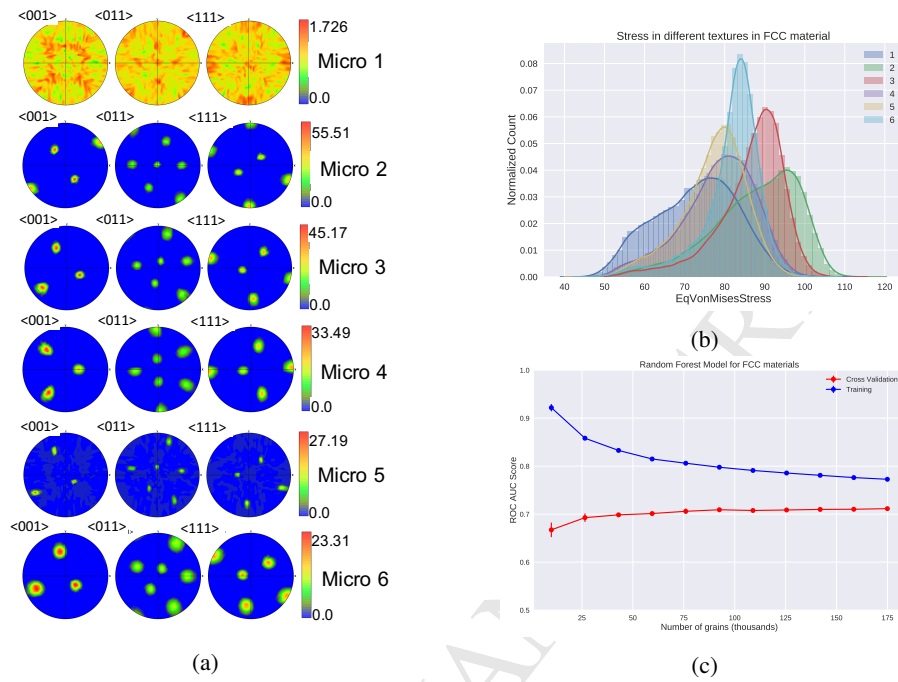 <001> <011> <111>
1.726
Micro 1
0.0
<001> <011> <111>
55.51
Micro 2
0.0
<001> <011> <111>
45.17
Micro 3
0.0
<001> <011> <111>
33.49
Micro 4
0.0
<001> <011> <111>
27.19
Micro 5
0.0
<001> <011> <111>
23.31
Micro 6
0.0
(a)
Stress in different textures in FCC material
Normalized Count
0.08
0.07
0.06
0.05
0.04
0.03
0.02
0.01
0.00
1
2
3
4
5
6
40 50 60 70 80 90 100 110 120
EqVonMisesStress
(b)
Random Forest Model for FCC materials
ROC AUC Score
1.0
0.9
0.8
0.7
0.6
0.5
Cross Validation
Training
25 50 75 100 125 150 175
Number of grains (thousands)
(c)